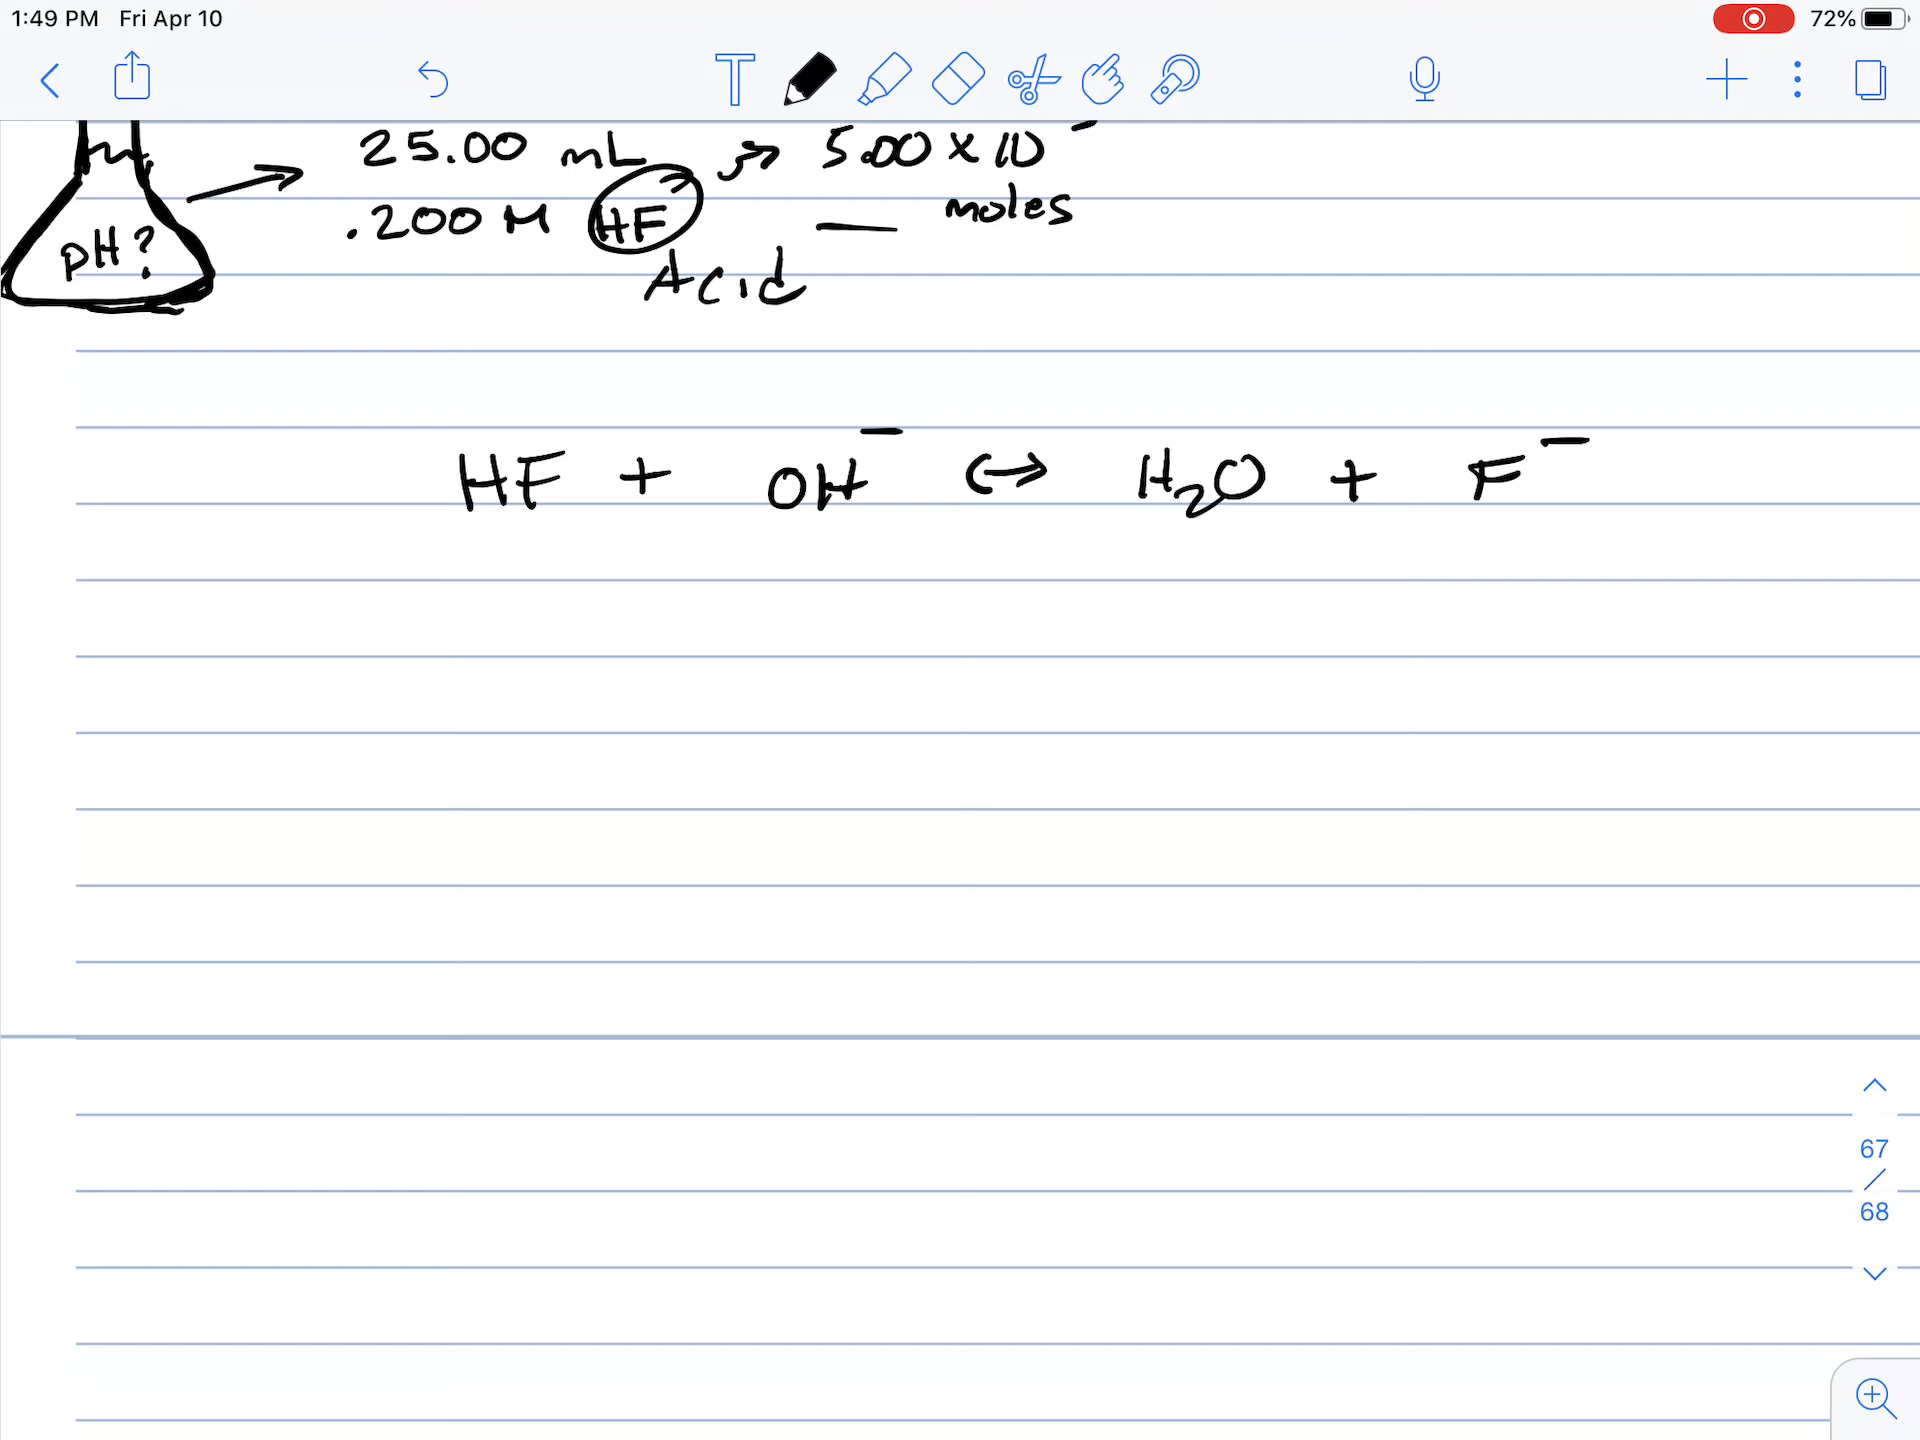 1:49 PM Fri Apr 10 72%
25.00 mL → 5.00 x 10⁻
.200 M HF — moles
pH?
Acid
HF + OH⁻ ↔ H₂O + F⁻
67
/
68